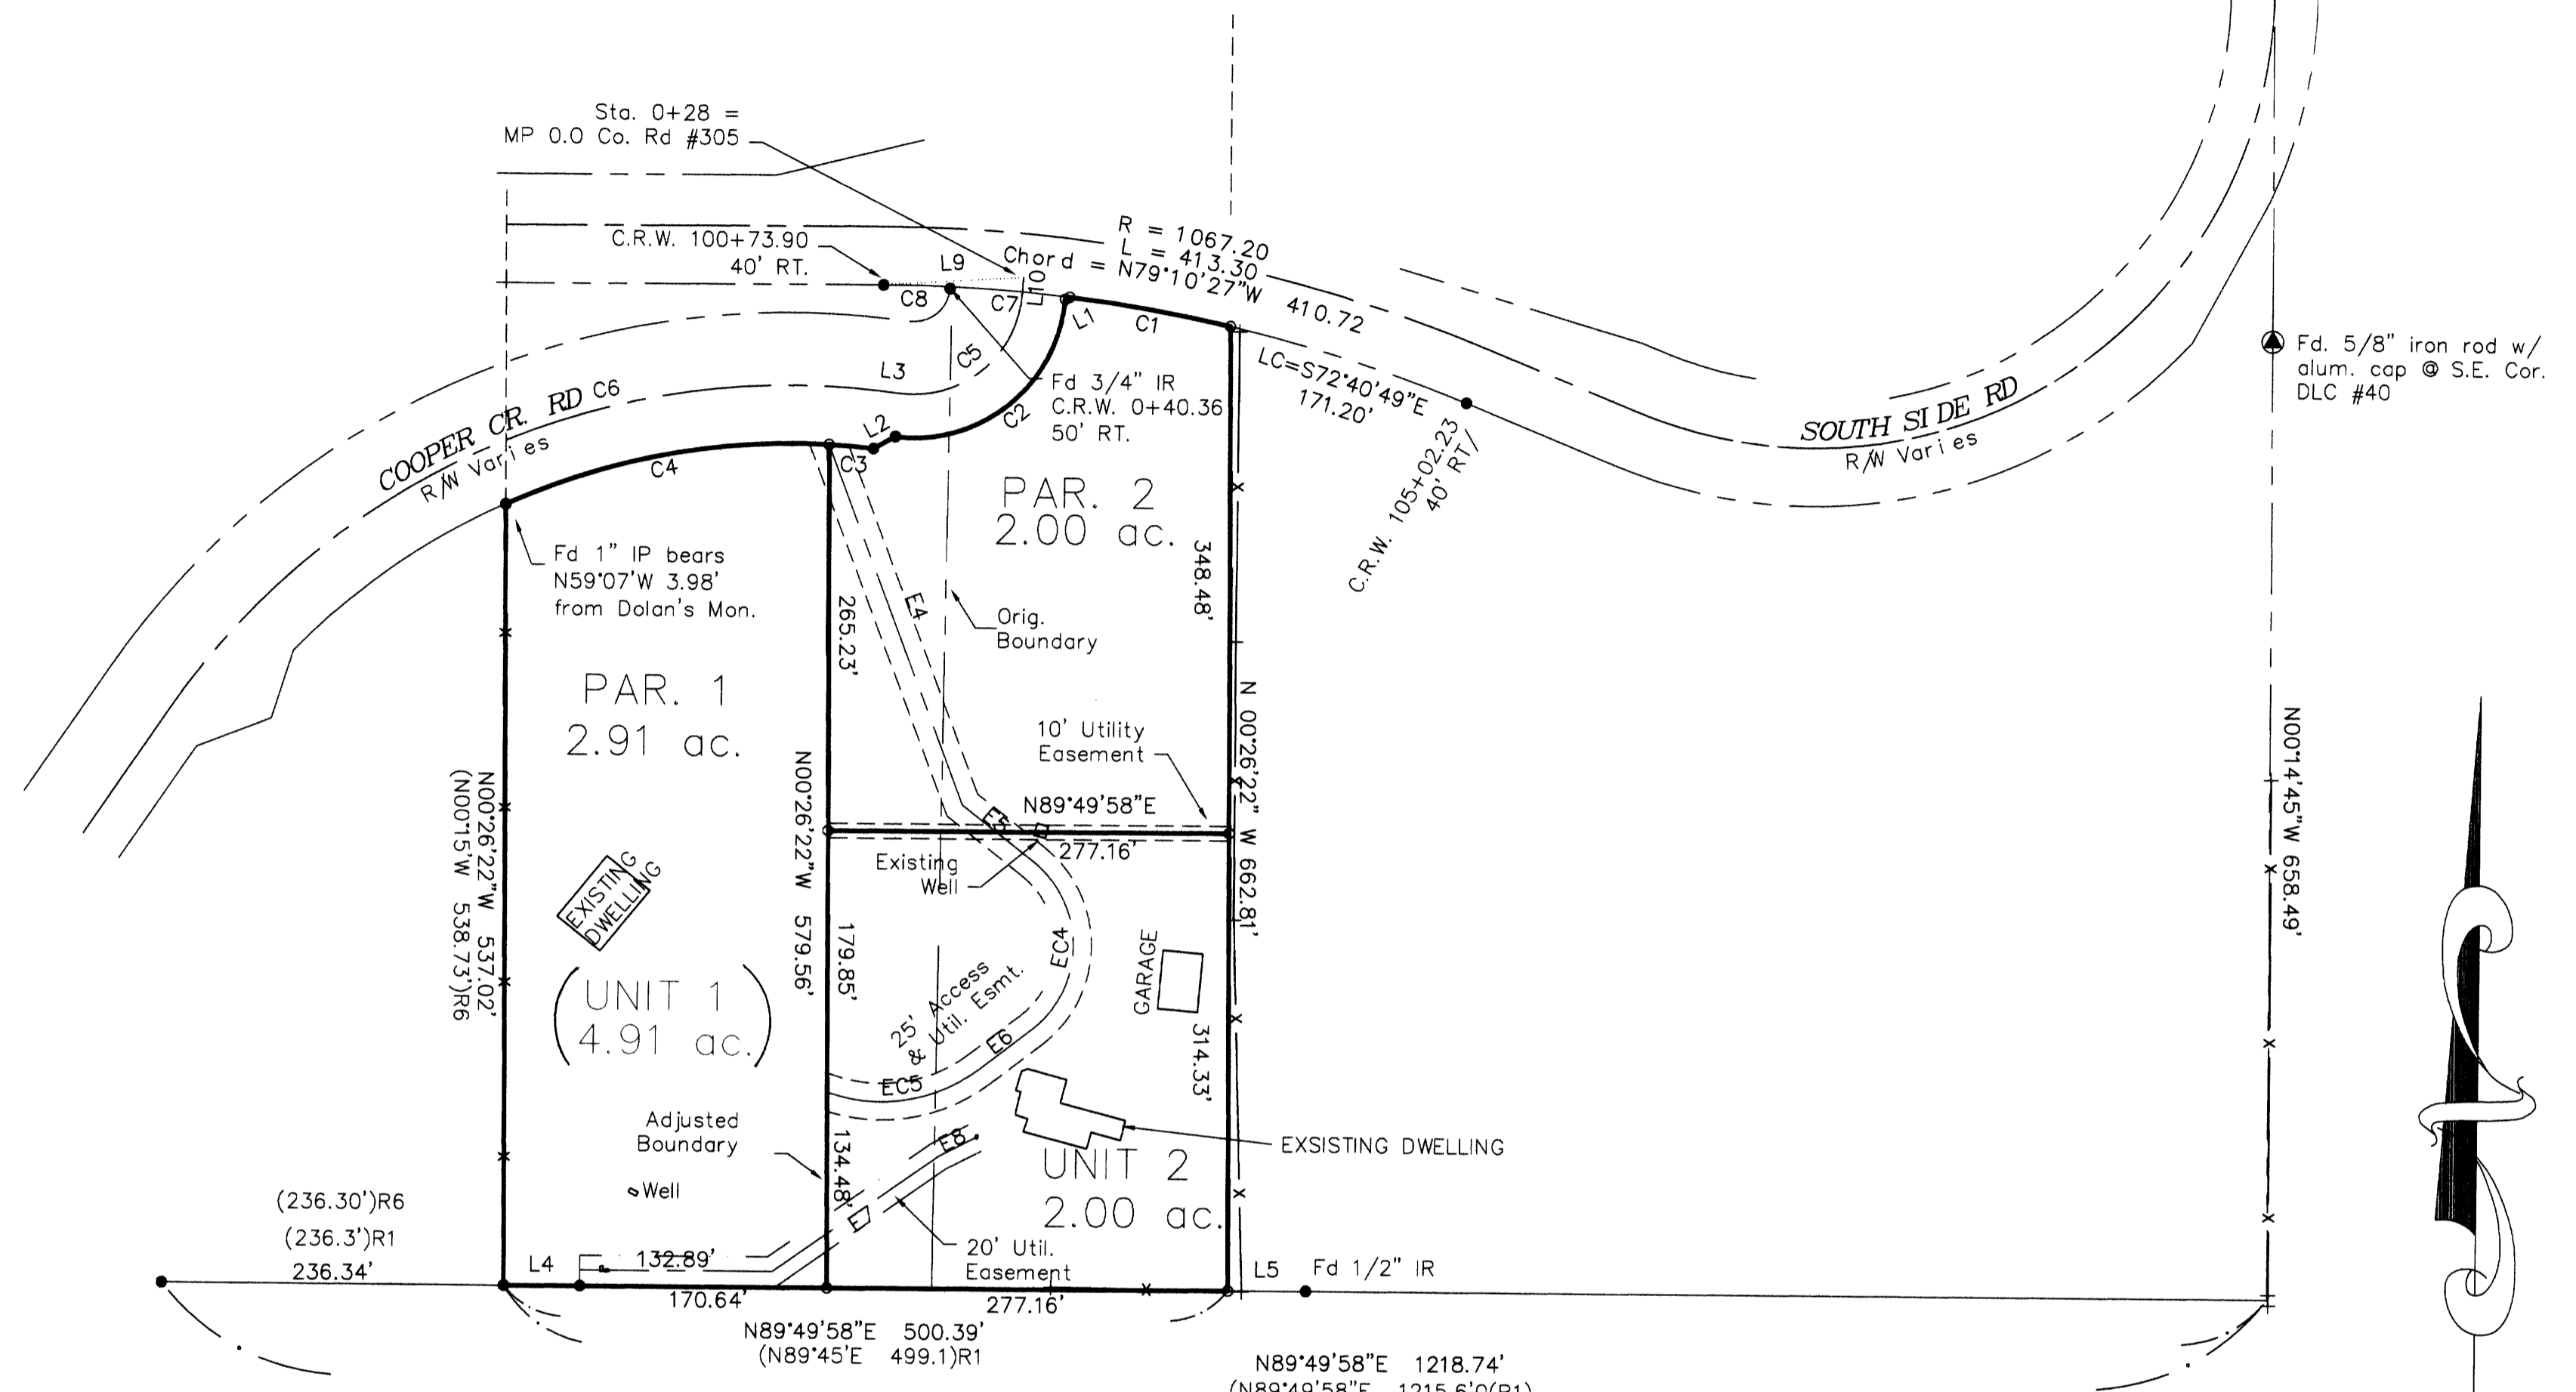 Sta. 0+28 =
MP 0.0 Co. Rd #305
C.R.W. 100+73.90
40' RT.
L9
L10
C8
C7
R = 1067.20
L = 413.30
Chord = N79°10'27"W 410.72
L1
C1
LC=S72°40'49"E
171.20'
C.R.W. 105+02.23
40' RT/
SOUTH SIDE RD
R/W Varies
Fd. 5/8" iron rod w/
alum. cap @ S.E. Cor.
DLC #40
L3
C5
Fd 3/4" IR
C.R.W. 0+40.36
50' RT.
C2
L2
C3
C4
COOPER CR. RD
C6
R/W Varies
Fd 1" IP bears
N59°07'W 3.98'
from Dolan's Mon.
PAR. 2
2.00 ac.
348.48'
E4
265.23'
Orig.
Boundary
PAR. 1
2.91 ac.
10' Utility
Easement
N89°49'58"E
E5
277.16'
Existing
Well
N 00°26'22" W 662.81'
N00°14'45"W 658.49'
N00°26'22"W 537.02'
(N00°15'W 538.73')R6
N00°26'22"W 579.56'
EXISTING
DWELLING
(UNIT 1
4.91 ac.)
179.85'
25' Access
& Util. Esmt.
EC4
E6
EC5
GARAGE
314.33'
Adjusted
Boundary
134.48'
E8
EXSISTING DWELLING
UNIT 2
2.00 ac.
Well
20' Util.
Easement
(236.30')R6
(236.3')R1
236.34'
L4
132.89'
170.64'
277.16'
L5
Fd 1/2" IR
N89°49'58"E 500.39'
(N89°45'E 499.1)R1
N89°49'58"E 1218.74'
(N89°49'58"E 1215.6'0(R1)